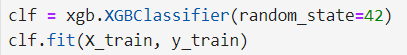 clf = xgb.XGBClassifier(random_state=42)
clf.fit(X_train, y_train)